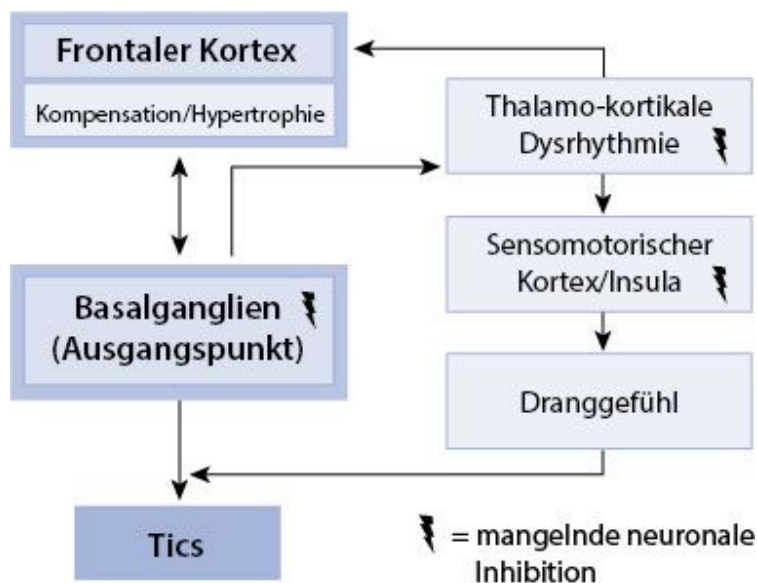 Frontaler Kortex
Kompensation/Hypertrophie
Thalamo-kortikale
Dysrhythmie
Sensomotorischer
Kortex/Insula
Basalganglien
(Ausgangspunkt)
Dranggefühl
Tics
= mangelnde neuronale
Inhibition